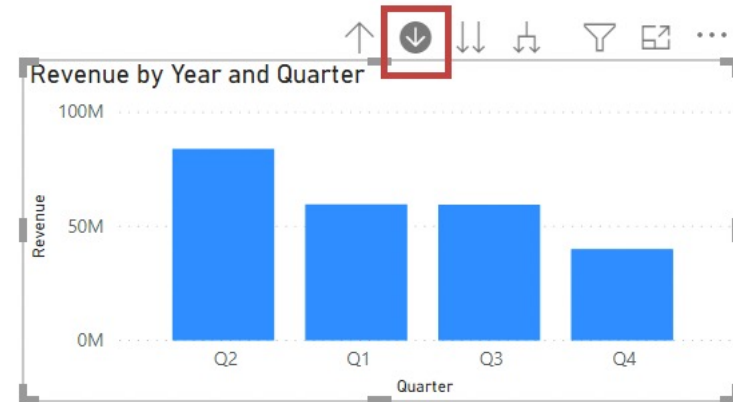 Revenue by Year and Quarter
100M
50M
0M
Revenue
Q2 Q1 Q3 Q4
Quarter